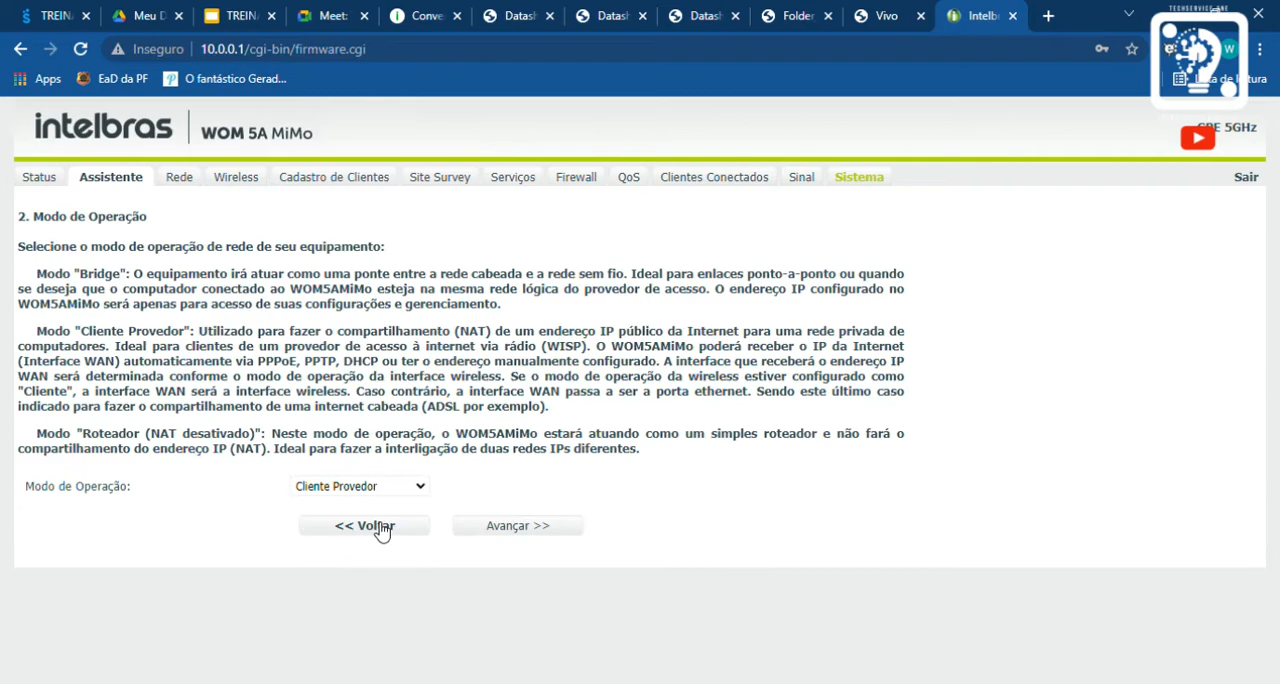 TREIN
Meu D
TREIN
Meet:
Conve
Datash
Datash
Datash
Folder
Vivo
Intelb
TECHSERVICE ONE
Inseguro
10.0.0.1/cgi-bin/firmware.cgi
W
Apps
EaD da PF
O fantástico Gerad...
intelbras
WOM 5A MiMo
CPE 5GHz
Status
Assistente
Rede
Wireless
Cadastro de Clientes
Site Survey
Serviços
Firewall
QoS
Clientes Conectados
Sinal
Sistema
Sair
2. Modo de Operação
Selecione o modo de operação de rede de seu equipamento:
Modo "Bridge": O equipamento irá atuar como uma ponte entre a rede cabeada e a rede sem fio. Ideal para enlaces ponto-a-ponto ou quando
se deseja que o computador conectado ao WOM5AMiMo esteja na mesma rede lógica do provedor de acesso. O endereço IP configurado no
WOM5AMiMo será apenas para acesso de suas configurações e gerenciamento.
Modo "Cliente Provedor": Utilizado para fazer o compartilhamento (NAT) de um endereço IP público da Internet para uma rede privada de
computadores. Ideal para clientes de um provedor de acesso à internet via rádio (WISP). O WOM5AMiMo poderá receber o IP da Internet
(Interface WAN) automaticamente via PPPoE, PPTP, DHCP ou ter o endereço manualmente configurado. A interface que receberá o endereço IP
WAN será determinada conforme o modo de operação da interface wireless. Se o modo de operação da wireless estiver configurado como
"Cliente", a interface WAN será a interface wireless. Caso contrário, a interface WAN passa a ser a porta ethernet. Sendo este último caso
indicado para fazer o compartilhamento de uma internet cabeada (ADSL por exemplo).
Modo "Roteador (NAT desativado)": Neste modo de operação, o WOM5AMiMo estará atuando como um simples roteador e não fará o
compartilhamento do endereço IP (NAT). Ideal para fazer a interligação de duas redes IPs diferentes.
Modo de Operação:
Cliente Provedor
<< Voltar
Avançar >>